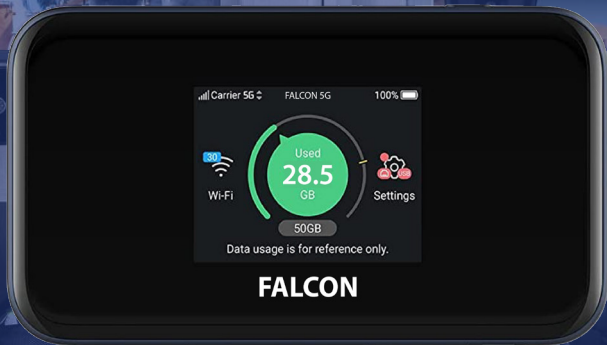 Carrier 5G FALCON 5G 100%
30
Used
28.5
GB
Wi-Fi
Settings
USB
50GB
Data usage is for reference only.
FALCON